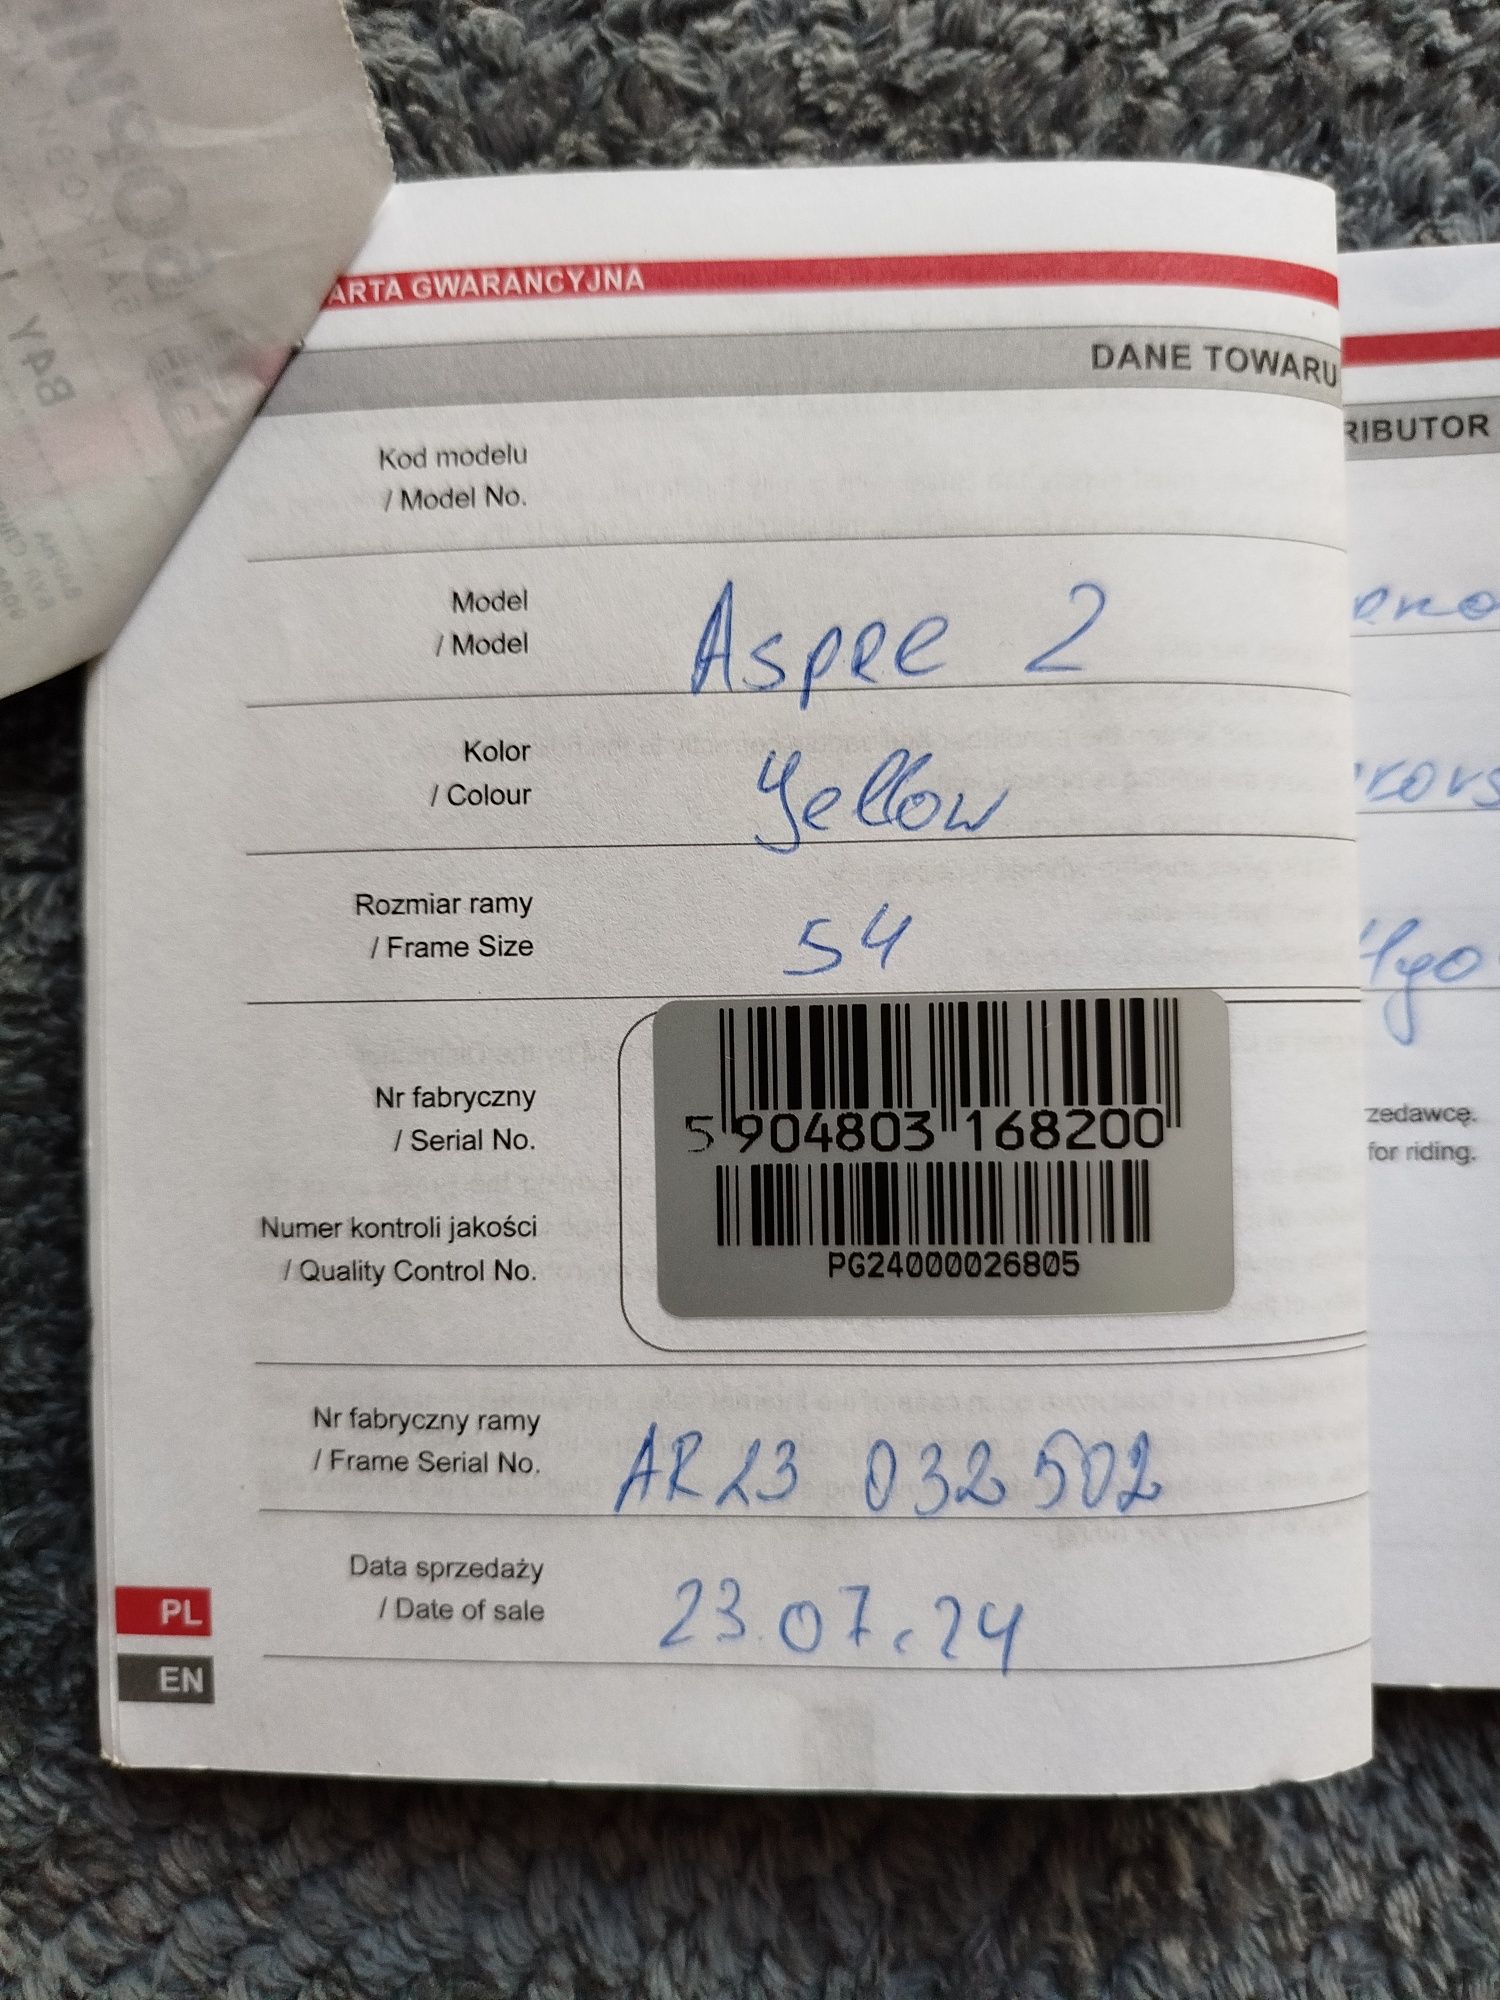 ARTA GWARANCYJNA
DANE TOWARU
Kod modelu
/ Model No.
Model
/ Model
Aspre 2
Kolor
/ Colour
Yellow
Rozmiar ramy
/ Frame Size
54
Nr fabryczny
/ Serial No.
5 904803 168200
Numer kontroli jakości
/ Quality Control No.
PG24000026805
Nr fabryczny ramy
/ Frame Serial No.
AR23 032502
Data sprzedaży
/ Date of sale
23.07.24
PL
EN
RIBUTOR
zedawcę.
for riding.